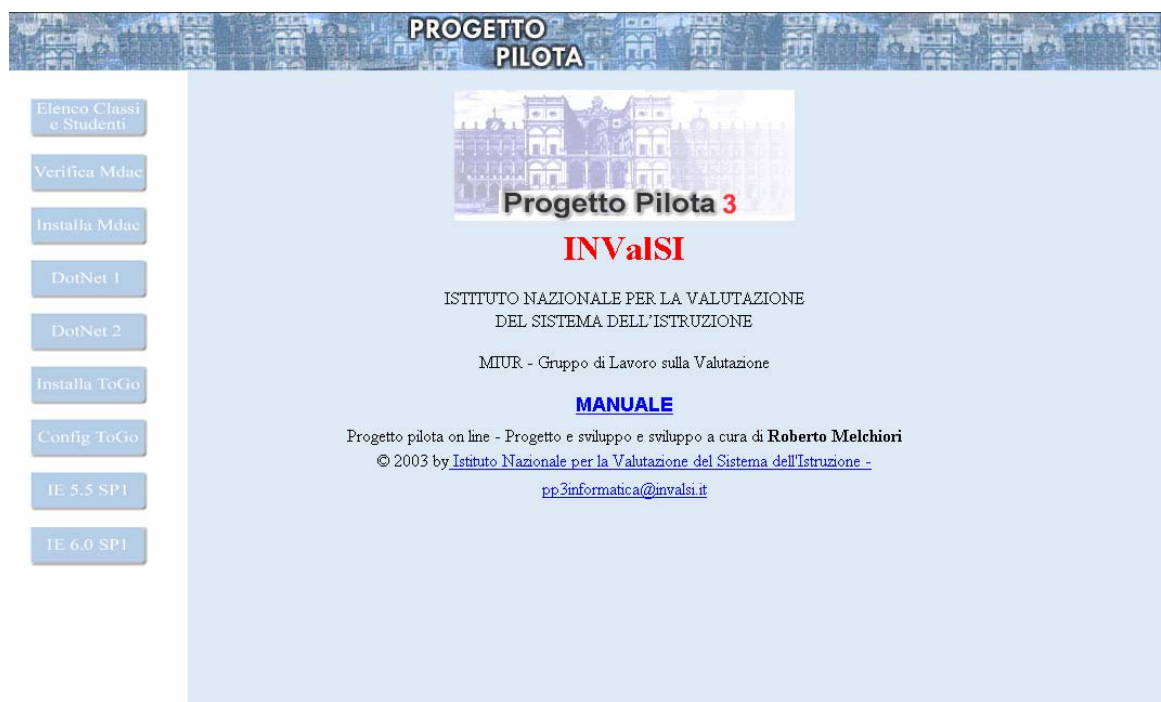 PROGETTO
PILOTA
Elenco Classi
e Studenti
Verifica Mdac
Installa Mdac
DotNet 1
DotNet 2
Installa ToGo
Config ToGo
IE 5.5 SP1
IE 6.0 SP1
Progetto Pilota 3
INValSI
ISTITUTO NAZIONALE PER LA VALUTAZIONE
DEL SISTEMA DELL'ISTRUZIONE
MIUR - Gruppo di Lavoro sulla Valutazione
MANUALE
Progetto pilota on line - Progetto e sviluppo e sviluppo a cura di Roberto Melchiori
© 2003 by Istituto Nazionale per la Valutazione del Sistema dell'Istruzione -
pp3informatica@invalsi.it